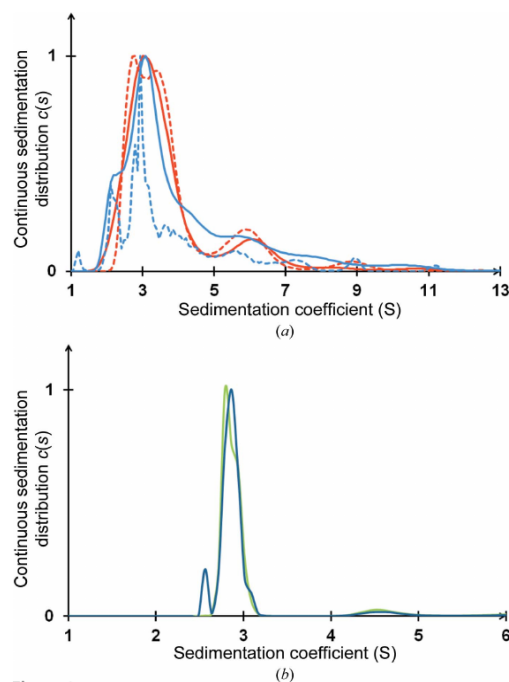 Continuous sedimentation
distribution c(s)
1
0
1 3 5 7 9 11 13
Sedimentation coefficient (S)
(a)
Continuous sedimentation
distribution c(s)
1
0
1 2 3 4 5 6
Sedimentation coefficient (S)
(b)